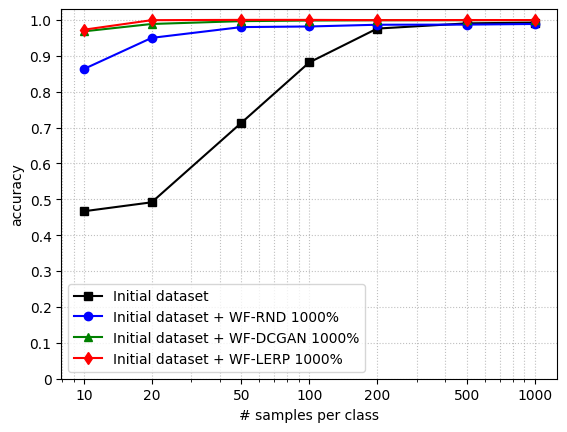 1.0
0.9
0.8
0.7
0.6
0.5
0.4
0.3
0.2
0.1
0
accuracy
Initial dataset
Initial dataset + WF-RND 1000%
Initial dataset + WF-DCGAN 1000%
Initial dataset + WF-LERP 1000%
10 20 50 100 200 500 1000
# samples per class